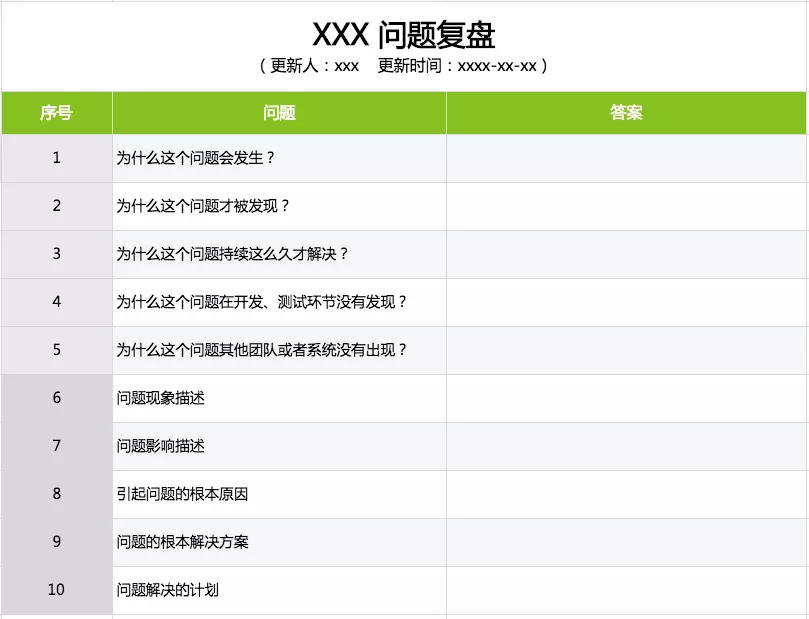 XXX 问题复盘
（更新人：xxx 更新时间：xxxx-xx-xx）
序号 问题 答案
1 为什么这个问题会发生？
2 为什么这个问题才被发现？
3 为什么这个问题持续这么久才解决？
4 为什么这个问题在开发、测试环节没有发现？
5 为什么这个问题其他团队或者系统没有出现？
6 问题现象描述
7 问题影响描述
8 引起问题的根本原因
9 问题的根本解决方案
10 问题解决的计划